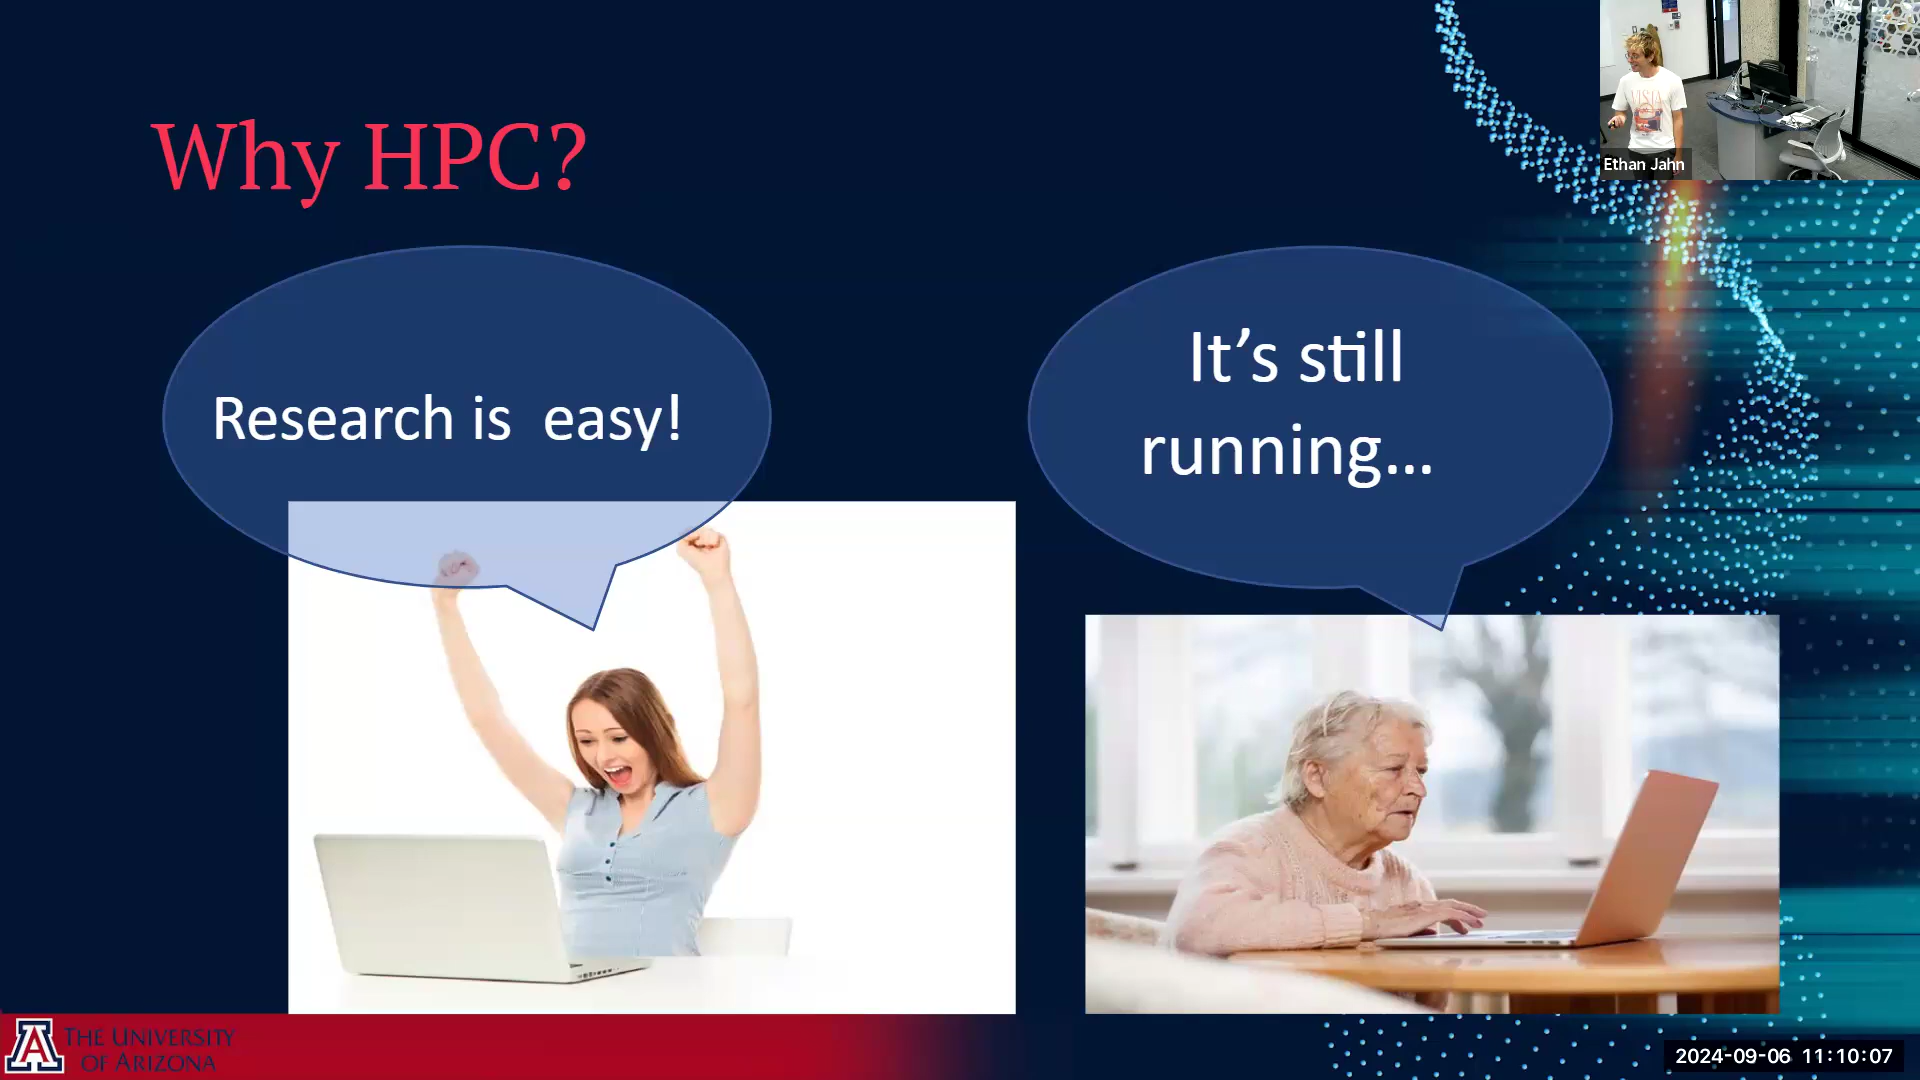 Why HPC?
Ethan Jahn
Research is easy!
It's still
running...
THE UNIVERSITY
OF ARIZONA
2024-09-06 11:10:07